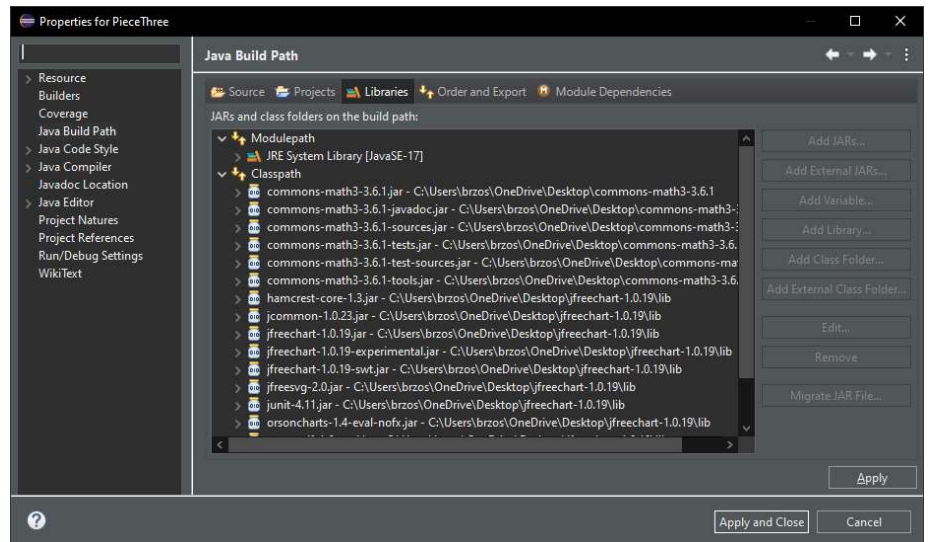 Properties for PieceThree
Java Build Path
Resource
Builders
Coverage
Java Build Path
Java Code Style
Java Compiler
Javadoc Location
Java Editor
Project Natures
Project References
Run/Debug Settings
WikiText
Source Projects Libraries Order and Export Module Dependencies
JARs and class folders on the build path:
Modulepath
JRE System Library [JavaSE-17]
Classpath
commons-math3-3.6.1.jar - C:\Users\brzos\OneDrive\Desktop\commons-math3-3.6.1
commons-math3-3.6.1-javadoc.jar - C:\Users\brzos\OneDrive\Desktop\commons-math3-
commons-math3-3.6.1-sources.jar - C:\Users\brzos\OneDrive\Desktop\commons-math3-
commons-math3-3.6.1-tests.jar - C:\Users\brzos\OneDrive\Desktop\commons-math3-3.6.
commons-math3-3.6.1-test-sources.jar - C:\Users\brzos\OneDrive\Desktop\commons-ma
commons-math3-3.6.1-tools.jar - C:\Users\brzos\OneDrive\Desktop\commons-math3-3.6.
hamcrest-core-1.3.jar - C:\Users\brzos\OneDrive\Desktop\jfreechart-1.0.19\lib
jcommon-1.0.23.jar - C:\Users\brzos\OneDrive\Desktop\jfreechart-1.0.19\lib
jfreechart-1.0.19.jar - C:\Users\brzos\OneDrive\Desktop\jfreechart-1.0.19\lib
jfreechart-1.0.19-experimental.jar - C:\Users\brzos\OneDrive\Desktop\jfreechart-1.0.19\lib
jfreechart-1.0.19-swt.jar - C:\Users\brzos\OneDrive\Desktop\jfreechart-1.0.19\lib
jfreesvg-2.0.jar - C:\Users\brzos\OneDrive\Desktop\jfreechart-1.0.19\lib
junit-4.11.jar - C:\Users\brzos\OneDrive\Desktop\jfreechart-1.0.19\lib
orsoncharts-1.4-eval-nofx.jar - C:\Users\brzos\OneDrive\Desktop\jfreechart-1.0.19\lib
Add JARs...
Add External JARs...
Add Variable...
Add Library...
Add Class Folder...
Add External Class Folder...
Edit...
Remove
Migrate JAR File...
Apply
Apply and Close
Cancel